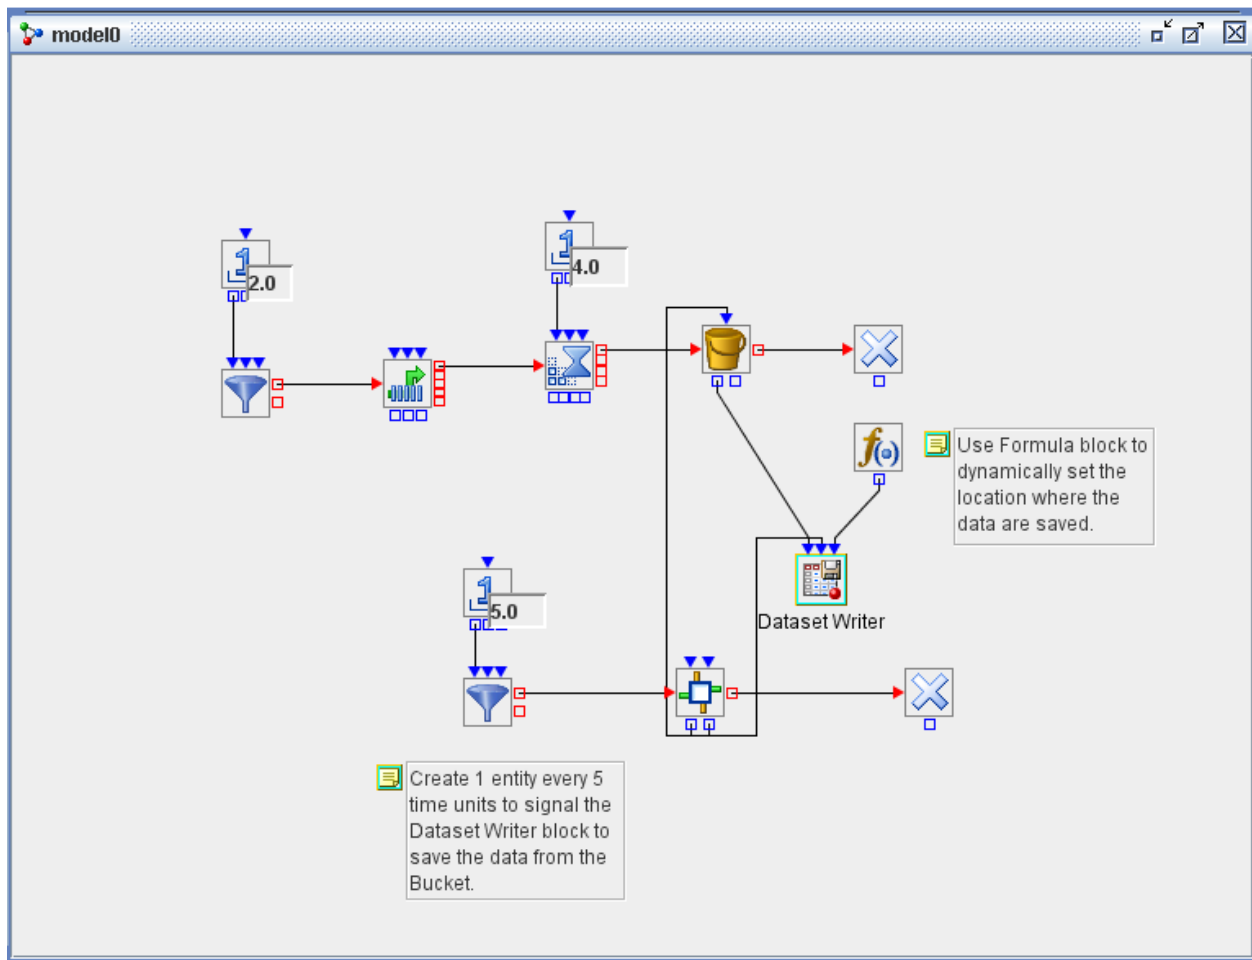 model0
2.0
4.0
Use Formula block to
dynamically set the
location where the
data are saved.
5.0
Dataset Writer
Create 1 entity every 5
time units to signal the
Dataset Writer block to
save the data from the
Bucket.